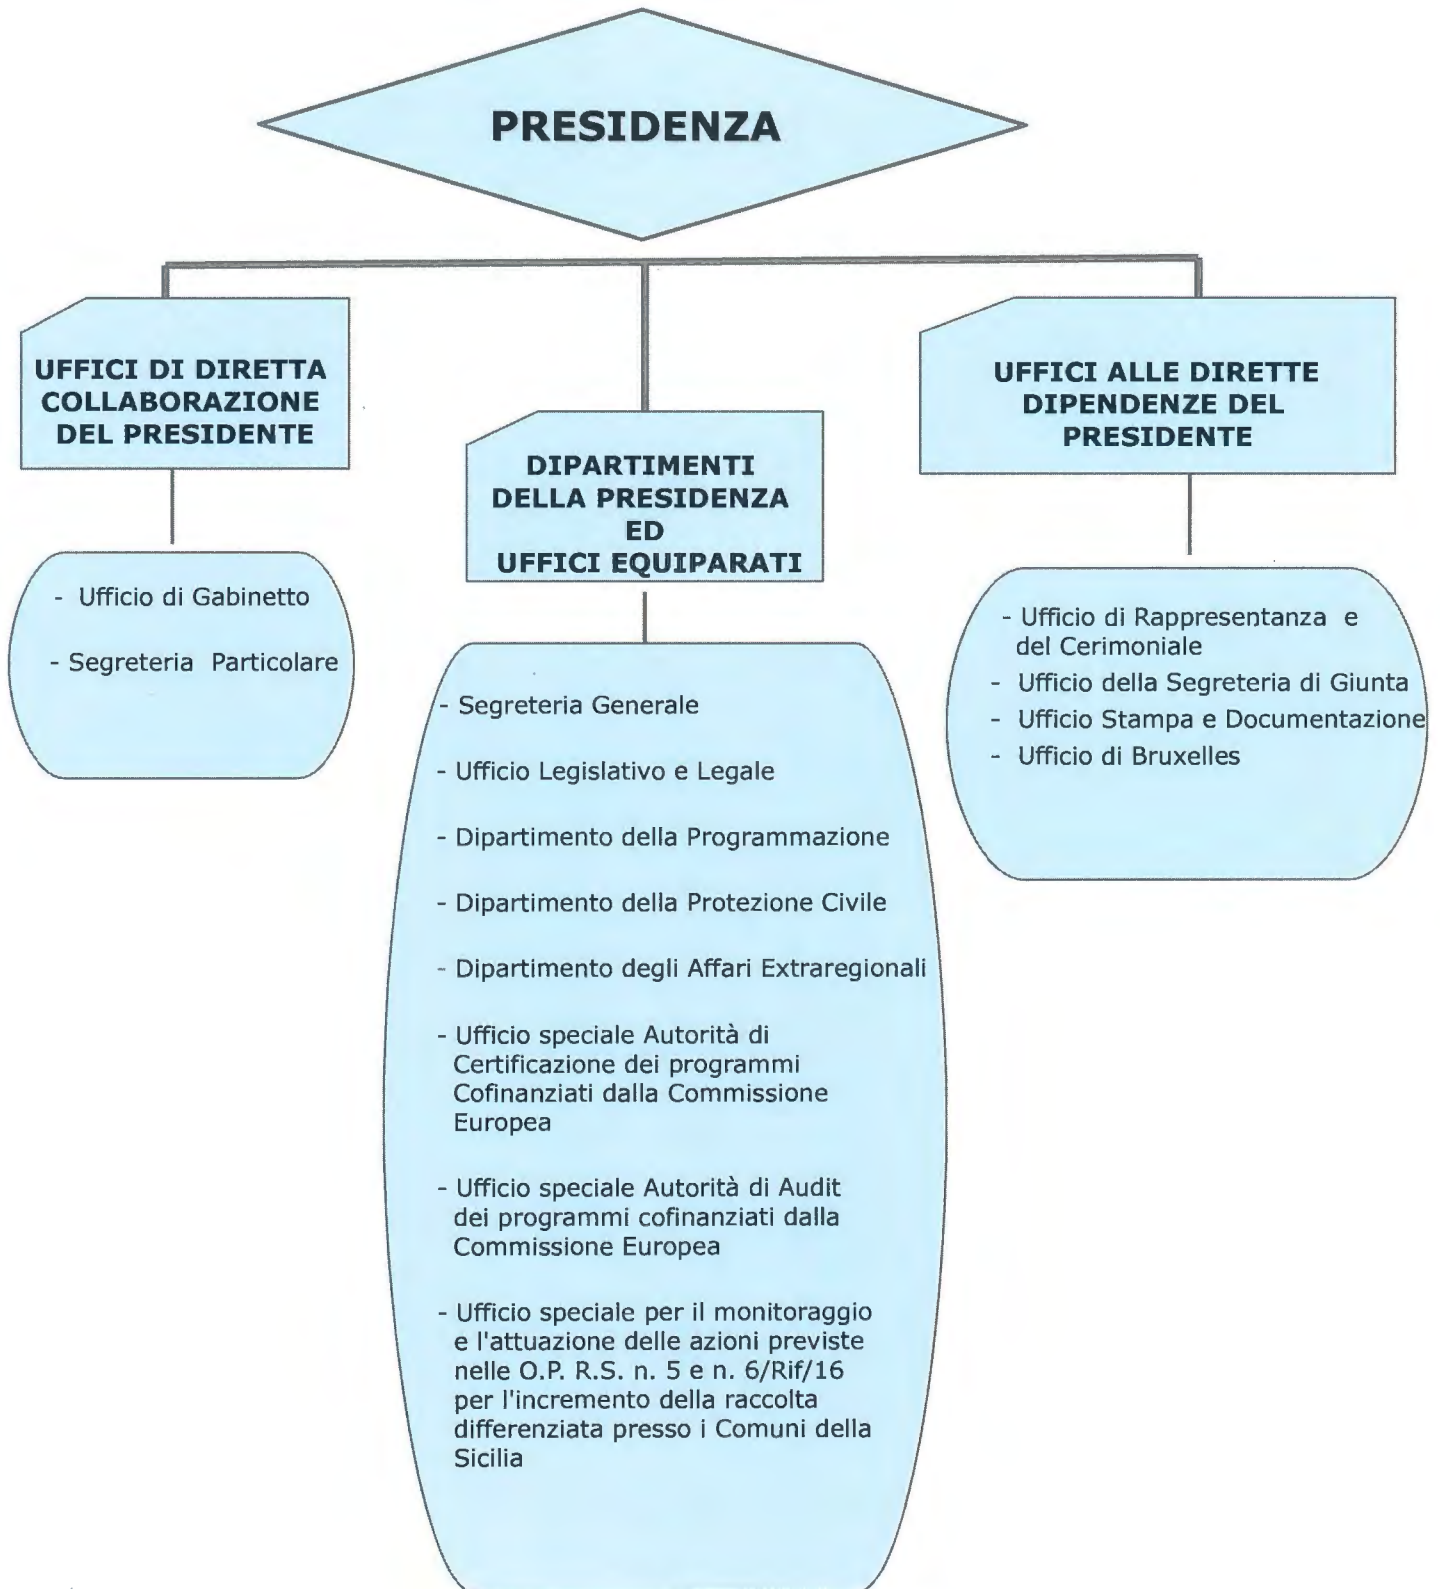 PRESIDENZA
UFFICI DI DIRETTA
COLLABORAZIONE
DEL PRESIDENTE
- Ufficio di Gabinetto
- Segreteria Particolare
DIPARTIMENTI
DELLA PRESIDENZA
ED
UFFICI EQUIPARATI
- Segreteria Generale
- Ufficio Legislativo e Legale
- Dipartimento della Programmazione
- Dipartimento della Protezione Civile
- Dipartimento degli Affari Extraregionali
- Ufficio speciale Autorità di
Certificazione dei programmi
Cofinanziati dalla Commissione
Europea
- Ufficio speciale Autorità di Audit
dei programmi cofinanziati dalla
Commissione Europea
- Ufficio speciale per il monitoraggio
e l'attuazione delle azioni previste
nelle O.P. R.S. n. 5 e n. 6/Rif/16
per l'incremento della raccolta
differenziata presso i Comuni della
Sicilia
UFFICI ALLE DIRETTE
DIPENDENZE DEL
PRESIDENTE
- Ufficio di Rappresentanza e
del Cerimoniale
- Ufficio della Segreteria di Giunta
- Ufficio Stampa e Documentazione
- Ufficio di Bruxelles